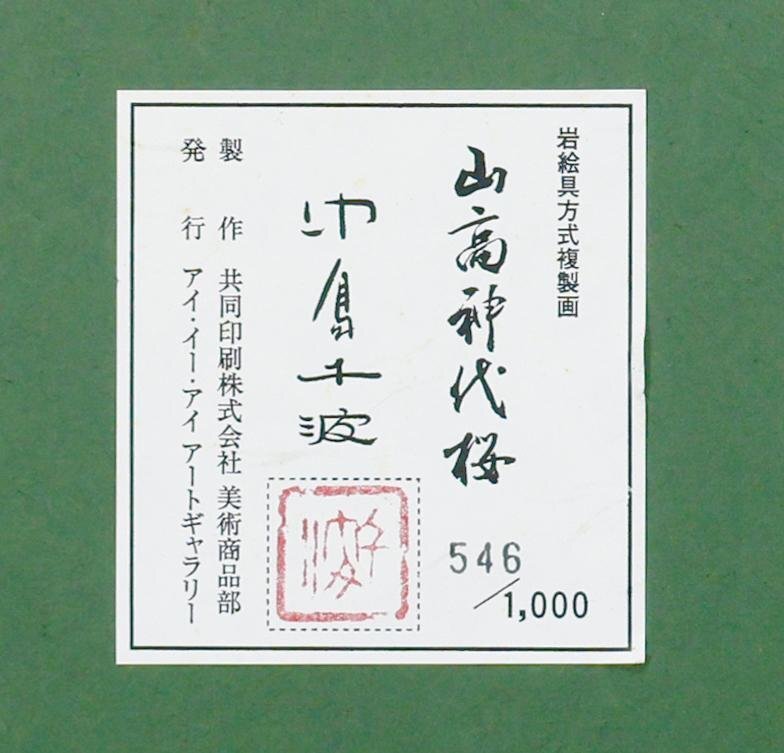 岩絵具方式複製画
山高神代桜
546
/1,000
中島千波
製作 共同印刷株式会社 美術商品部
発行 アイ・イー・アイ アートギャラリー